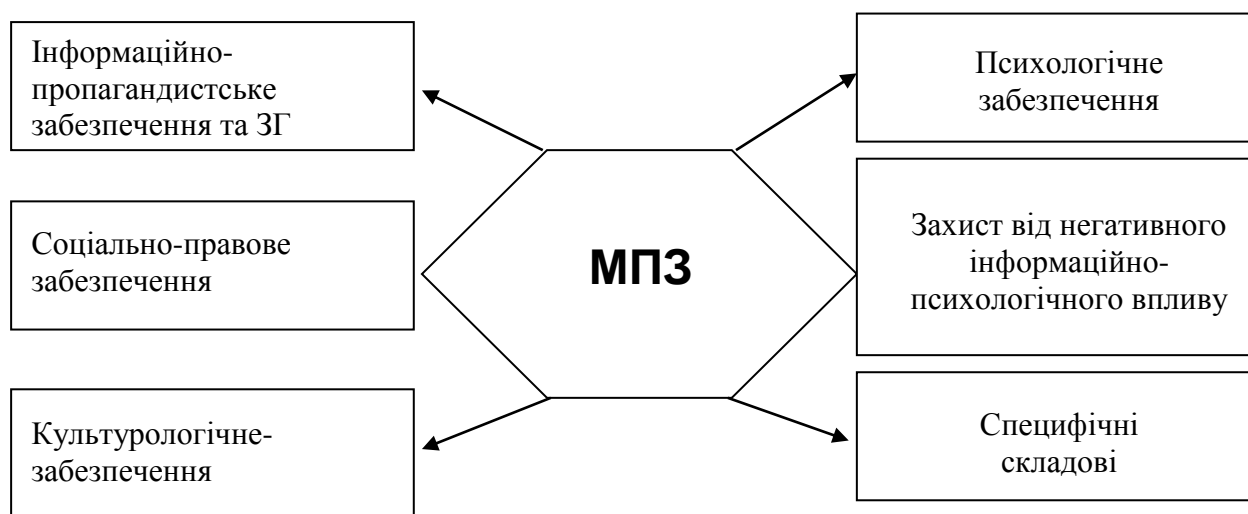 Інформаційно-
пропагандистське
забезпечення та ЗГ
Соціально-правове
забезпечення
Культурологічне-
забезпечення
МПЗ
Психологічне
забезпечення
Захист від негативного
інформаційно-
психологічного впливу
Специфічні
складові